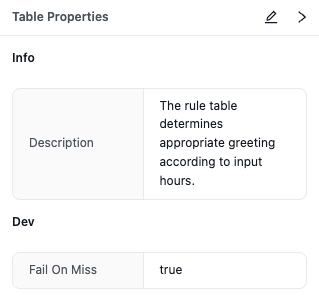 Table Properties
Info
Description
The rule table
determines
appropriate greeting
according to input
hours.
Dev
Fail On Miss
true